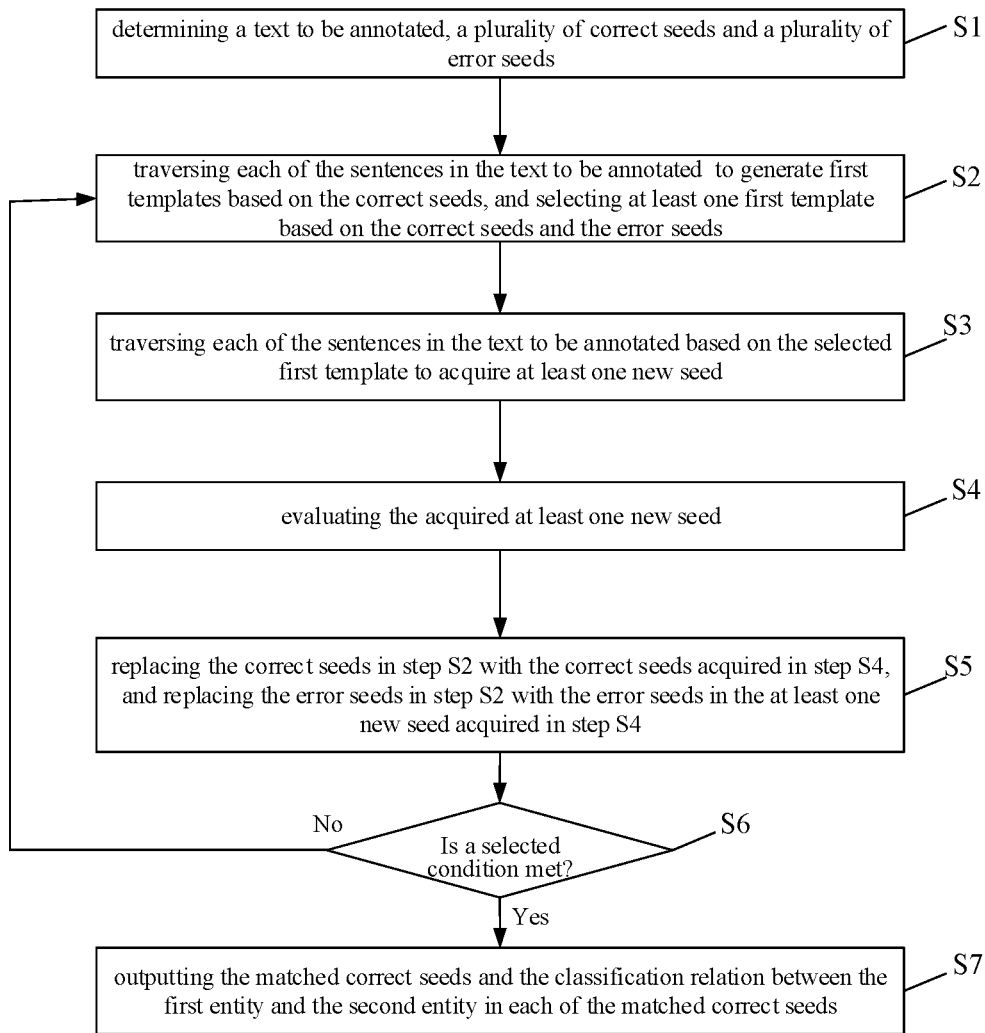 determining a text to be annotated, a plurality of correct seeds and a plurality of
error seeds
S1
traversing each of the sentences in the text to be annotated to generate first
templates based on the correct seeds, and selecting at least one first template
based on the correct seeds and the error seeds
S2
traversing each of the sentences in the text to be annotated based on the selected
first template to acquire at least one new seed
S3
evaluating the acquired at least one new seed
S4
replacing the correct seeds in step S2 with the correct seeds acquired in step S4,
and replacing the error seeds in step S2 with the error seeds in the at least one
new seed acquired in step S4
S5
No
Is a selected
condition met?
S6
Yes
outputting the matched correct seeds and the classification relation between the
first entity and the second entity in each of the matched correct seeds
S7